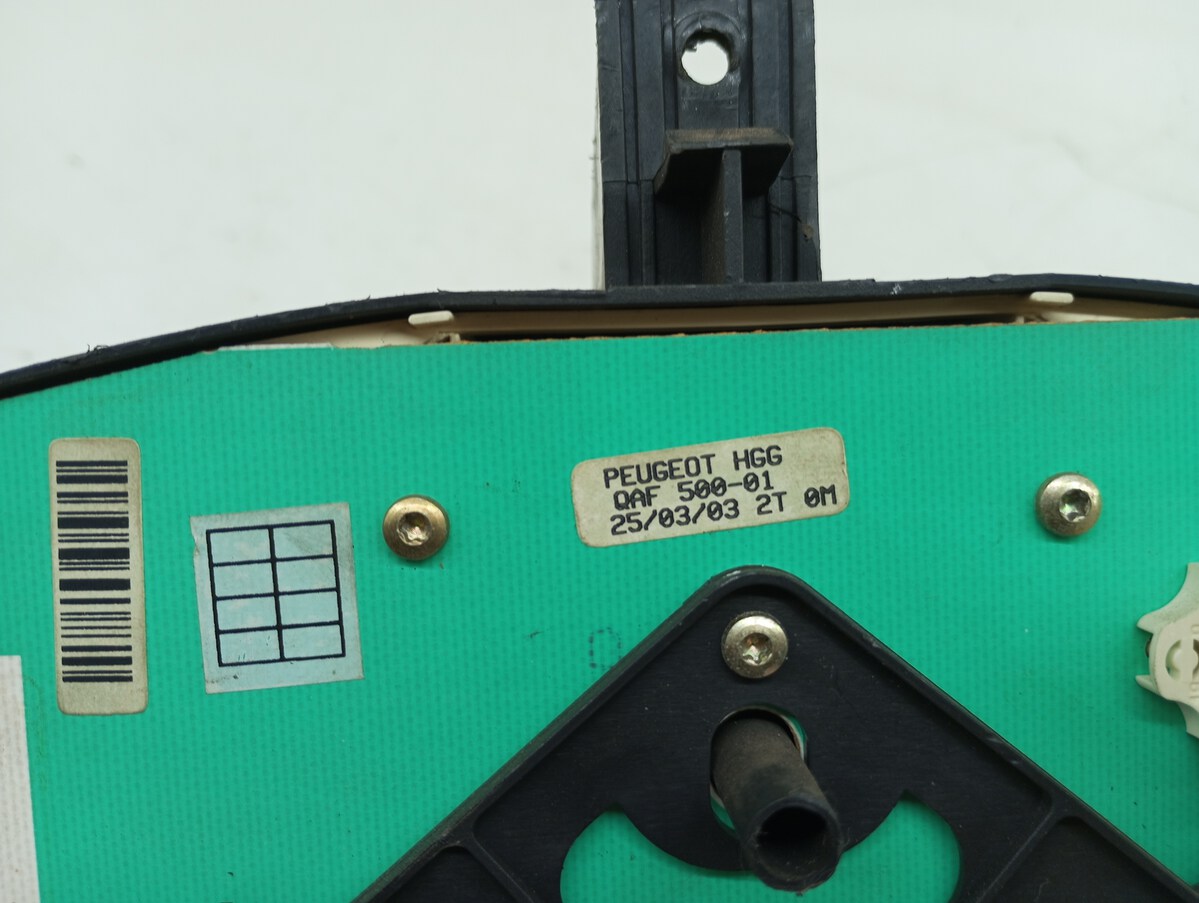 PEUGEOT HGG
QAF 500-01
25/03/03 2T 0M